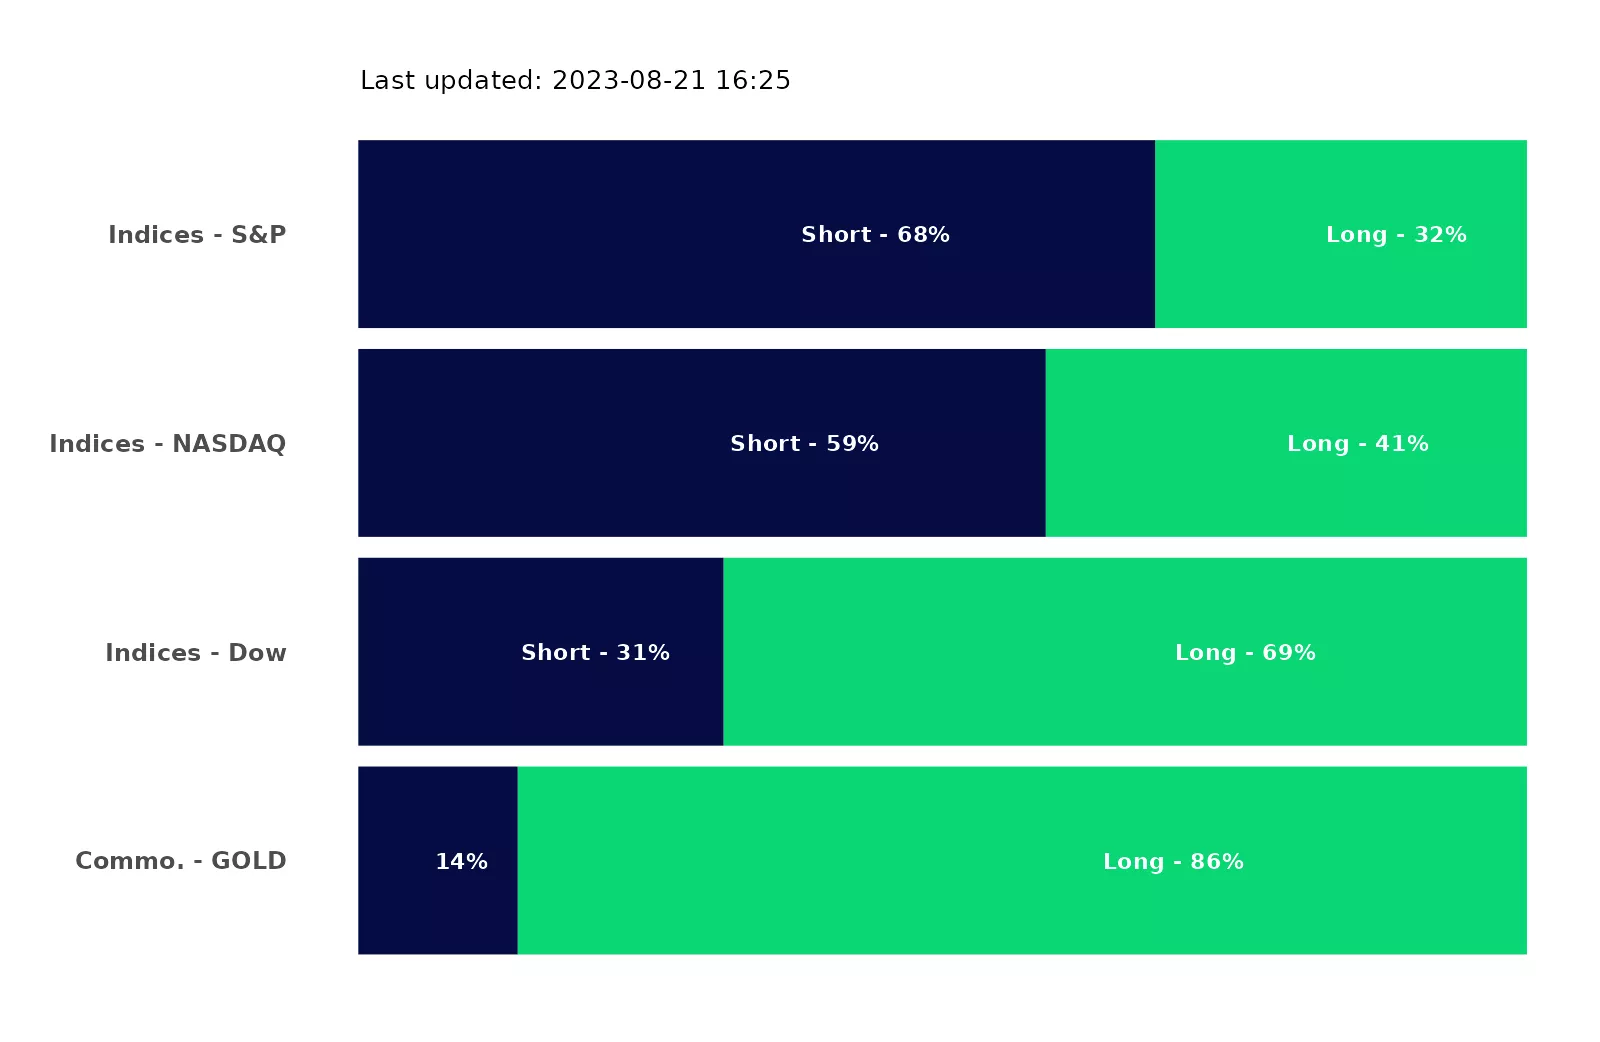 Last updated: 2023-08-21 16:25
Indices - S&P Short - 68% Long - 32%
Indices - NASDAQ Short - 59% Long - 41%
Indices - Dow Short - 31% Long - 69%
Commo. - GOLD 14% Long - 86%